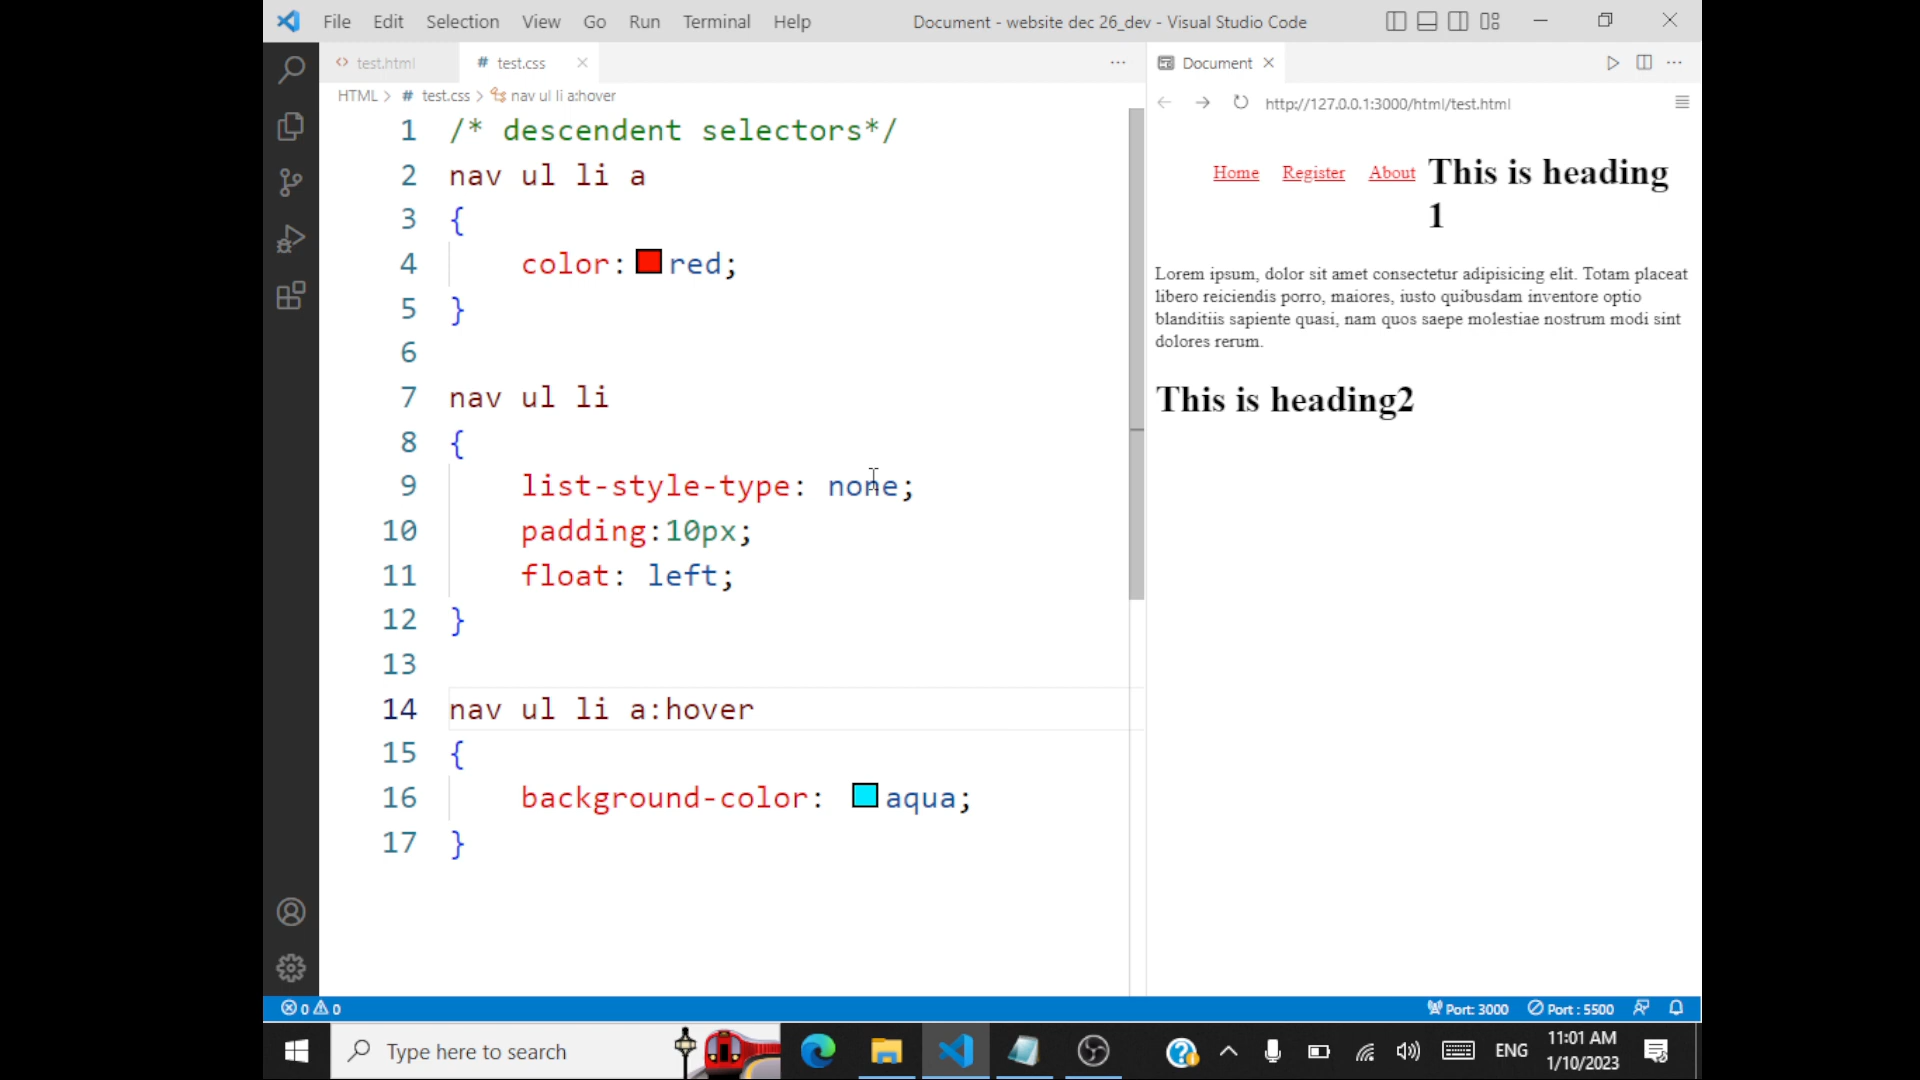 File Edit Selection View Go Run Terminal Help Document - website dec 26_dev - Visual Studio Code
test.html # test.css
Document
HTML > # test.css > nav ul li a:hover
http://127.0.0.1:3000/html/test.html
1 /* descendent selectors*/
2 nav ul li a
3 {
4 color: red;
5 }
6
7 nav ul li
8 {
9 list-style-type: none;
10 padding:10px;
11 float: left;
12 }
13
14 nav ul li a:hover
15 {
16 background-color: aqua;
17 }
Home Register About This is heading
1
Lorem ipsum, dolor sit amet consectetur adipisicing elit. Totam placeat
libero reiciendis porro, maiores, iusto quibusdam inventore optio
blanditiis sapiente quasi, nam quos saepe molestiae nostrum modi sint
dolores rerum.
This is heading2
0 0 Port: 3000 Port : 5500
Type here to search
ENG
11:01 AM
1/10/2023